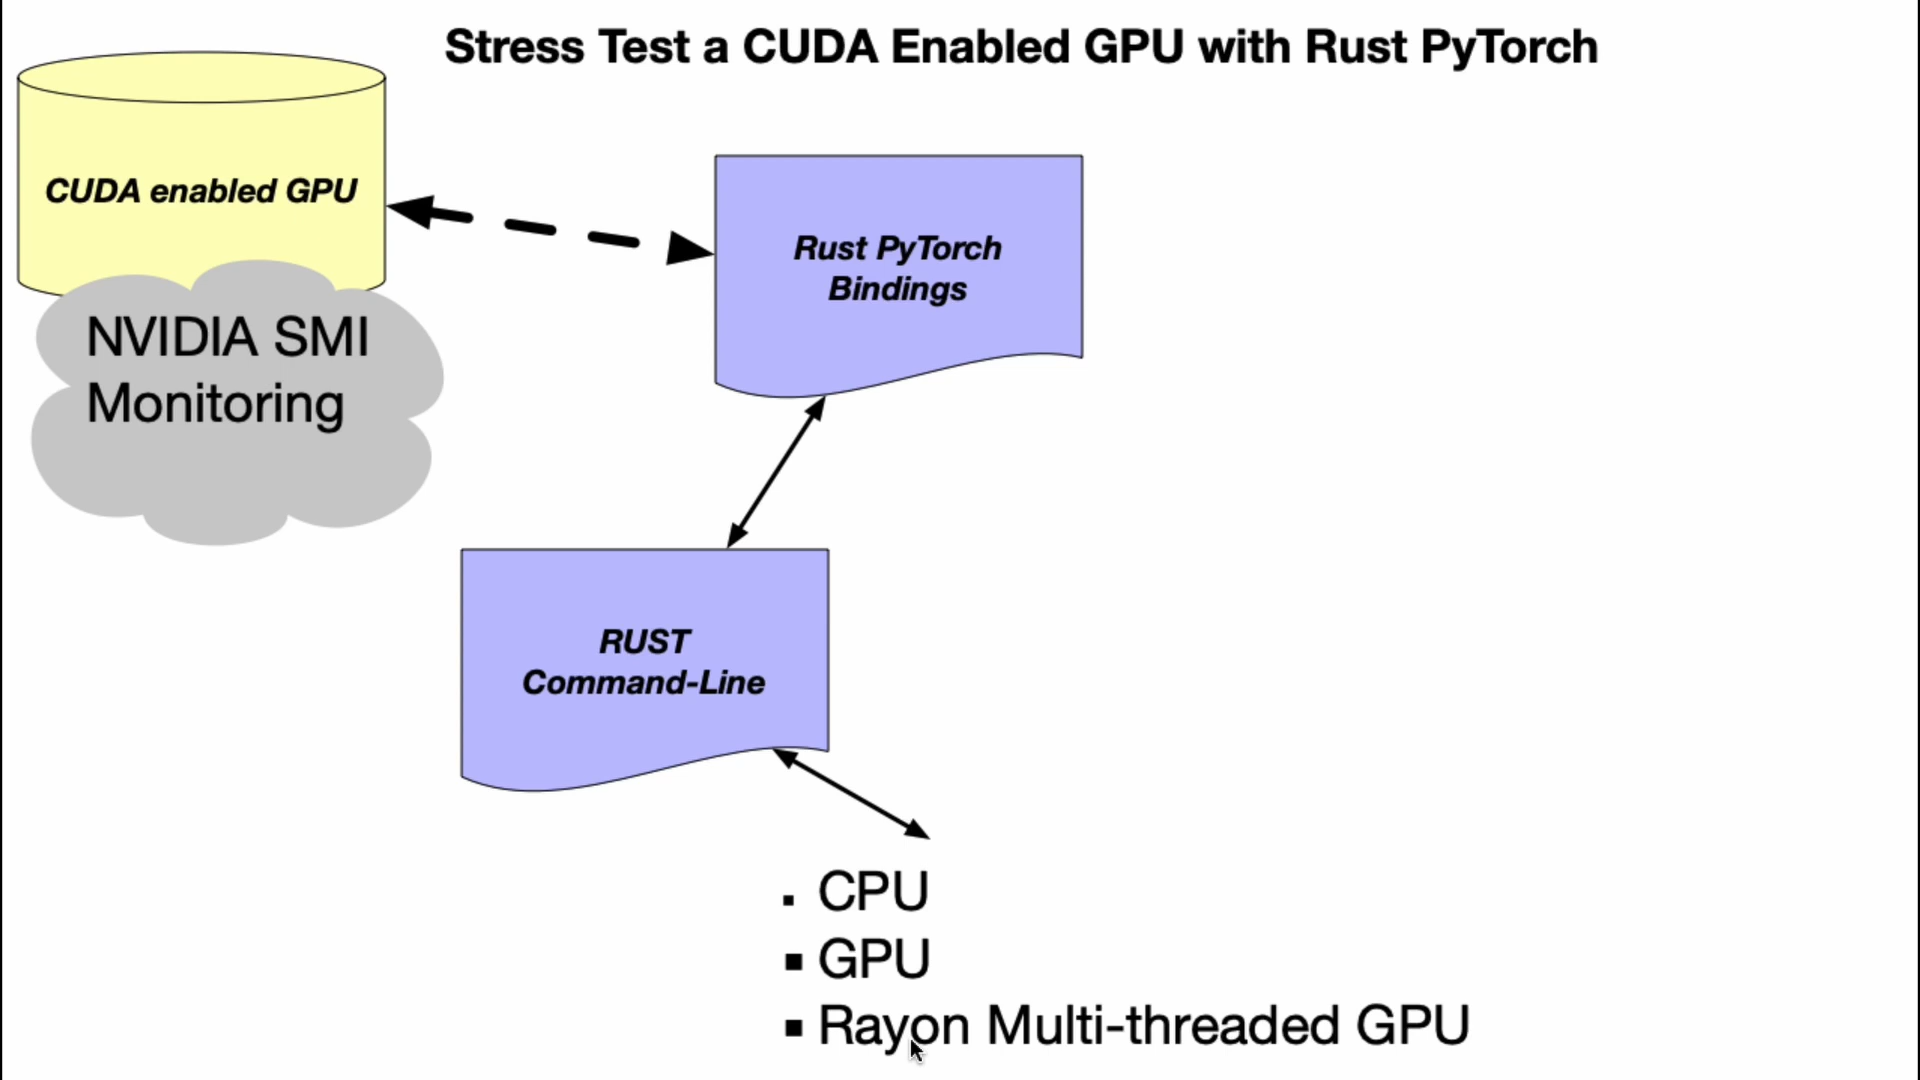 Stress Test a CUDA Enabled GPU with Rust PyTorch
CUDA enabled GPU
Rust PyTorch
Bindings
NVIDIA SMI
Monitoring
RUST
Command-Line
▪ CPU
▪ GPU
▪ Rayon Multi-threaded GPU